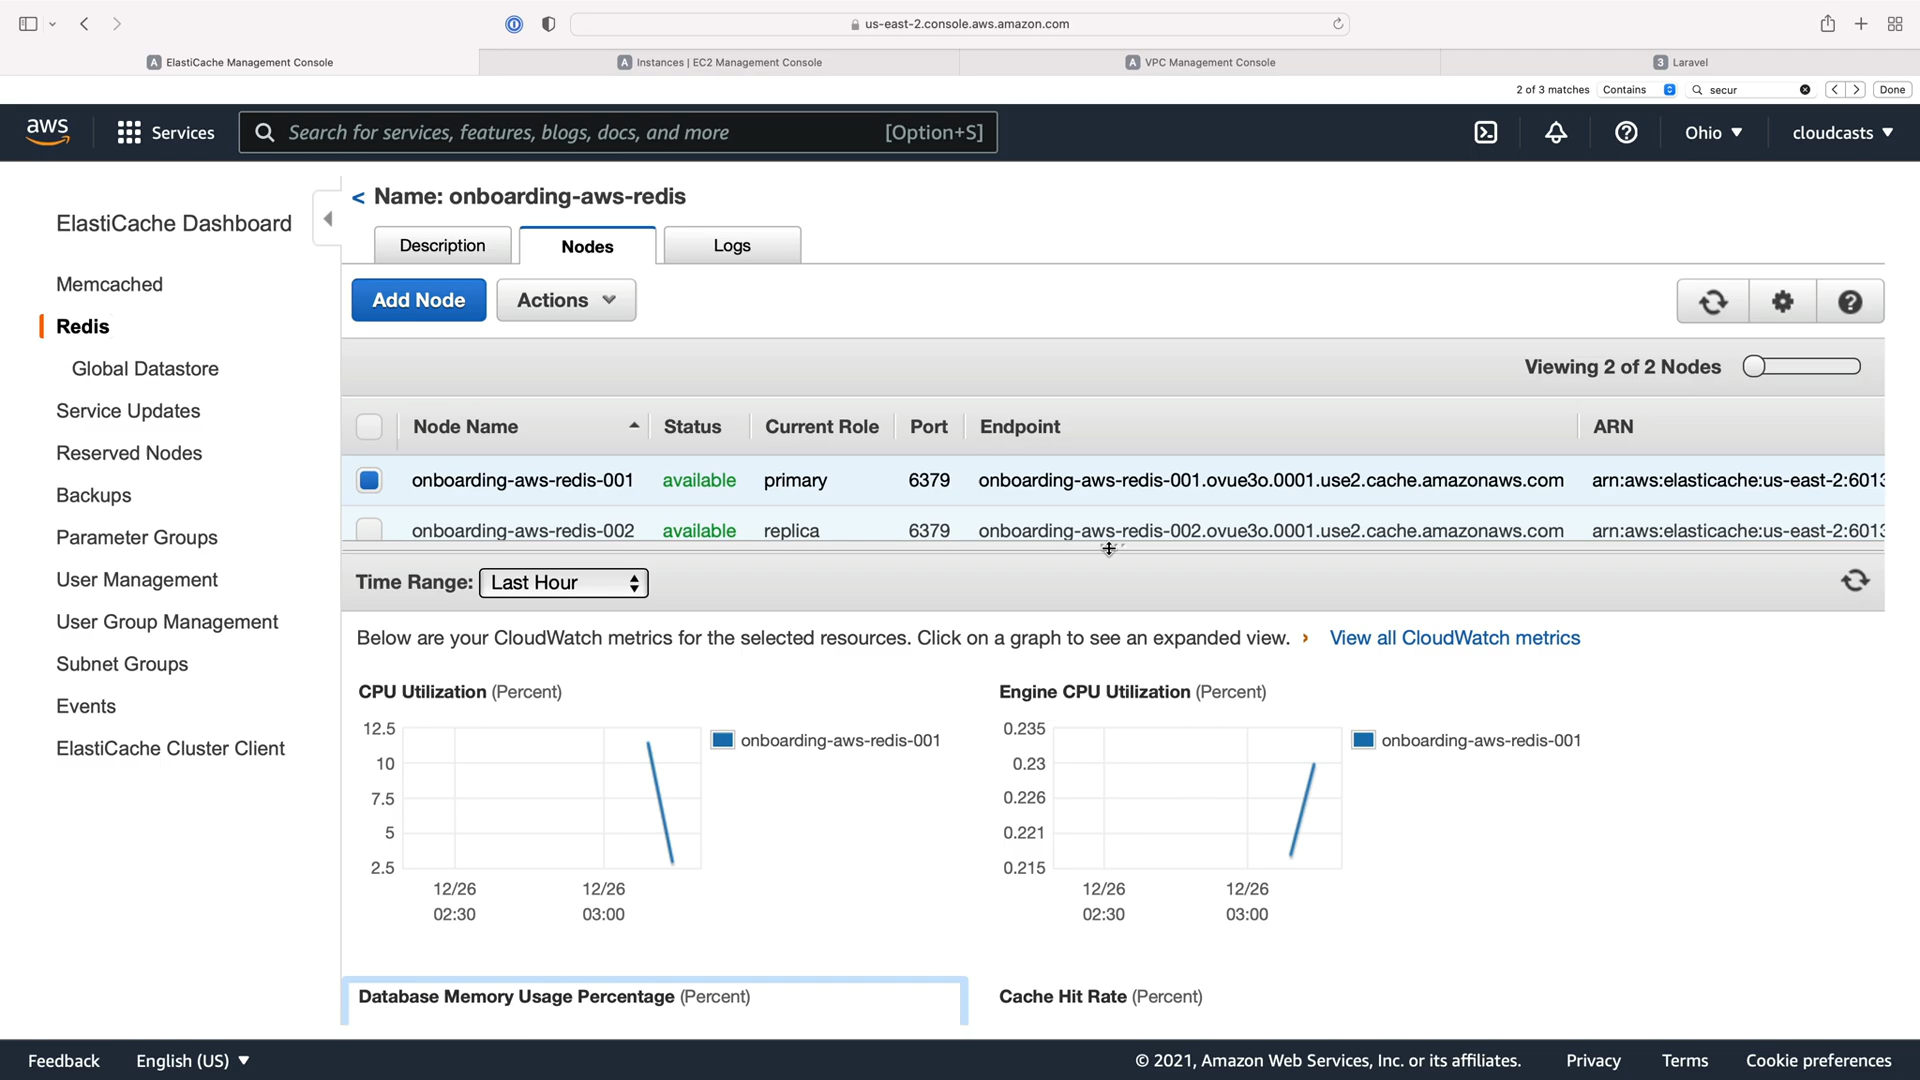 us-east-2.console.aws.amazon.com
A ElastiCache Management Console
A Instances | EC2 Management Console
A VPC Management Console
3 Laravel
2 of 3 matches Contains secur Done
aws Services Search for services, features, blogs, docs, and more [Option+S] Ohio cloudcasts
ElastiCache Dashboard
Memcached
Redis
Global Datastore
Service Updates
Reserved Nodes
Backups
Parameter Groups
User Management
User Group Management
Subnet Groups
Events
ElastiCache Cluster Client
< Name: onboarding-aws-redis
Description Nodes Logs
Add Node Actions
Viewing 2 of 2 Nodes
Node Name Status Current Role Port Endpoint ARN
onboarding-aws-redis-001 available primary 6379 onboarding-aws-redis-001.ovue3o.0001.use2.cache.amazonaws.com arn:aws:elasticache:us-east-2:6013
onboarding-aws-redis-002 available replica 6379 onboarding-aws-redis-002.ovue3o.0001.use2.cache.amazonaws.com arn:aws:elasticache:us-east-2:6013
Time Range: Last Hour
Below are your CloudWatch metrics for the selected resources. Click on a graph to see an expanded view. › View all CloudWatch metrics
CPU Utilization (Percent)
12.5
10
7.5
5
2.5
12/26 12/26
02:30 03:00
onboarding-aws-redis-001
Engine CPU Utilization (Percent)
0.235
0.23
0.226
0.221
0.215
12/26 12/26
02:30 03:00
onboarding-aws-redis-001
Database Memory Usage Percentage (Percent)
Cache Hit Rate (Percent)
Feedback English (US) © 2021, Amazon Web Services, Inc. or its affiliates. Privacy Terms Cookie preferences